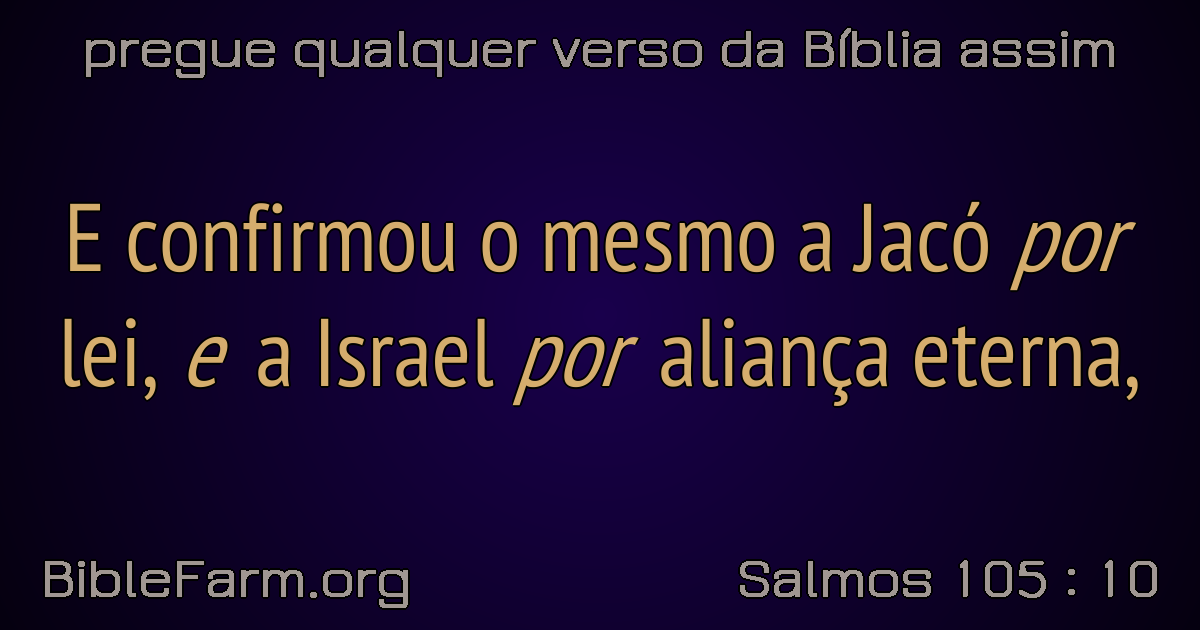 pregue qualquer verso da Bíblia assim
E confirmou o mesmo a Jacó por
lei, e a Israel por aliança eterna,
BibleFarm.org
Salmos 105 : 10